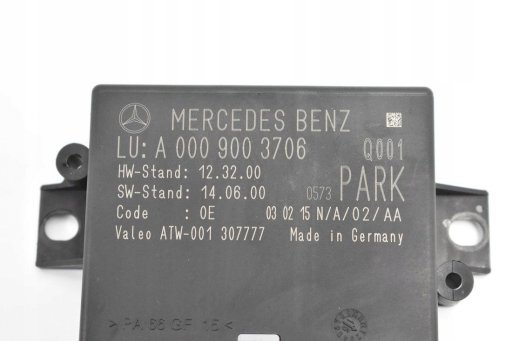 MERCEDES BENZ
LU: A 000 900 3706 Q001
HW-Stand: 12.32.00
SW-Stand: 14.06.00 0573 PARK
Code : 0E 03 02 15 N/A/02/AA
Valeo ATW-001 307777 Made in Germany
>PA 66 GF 15<